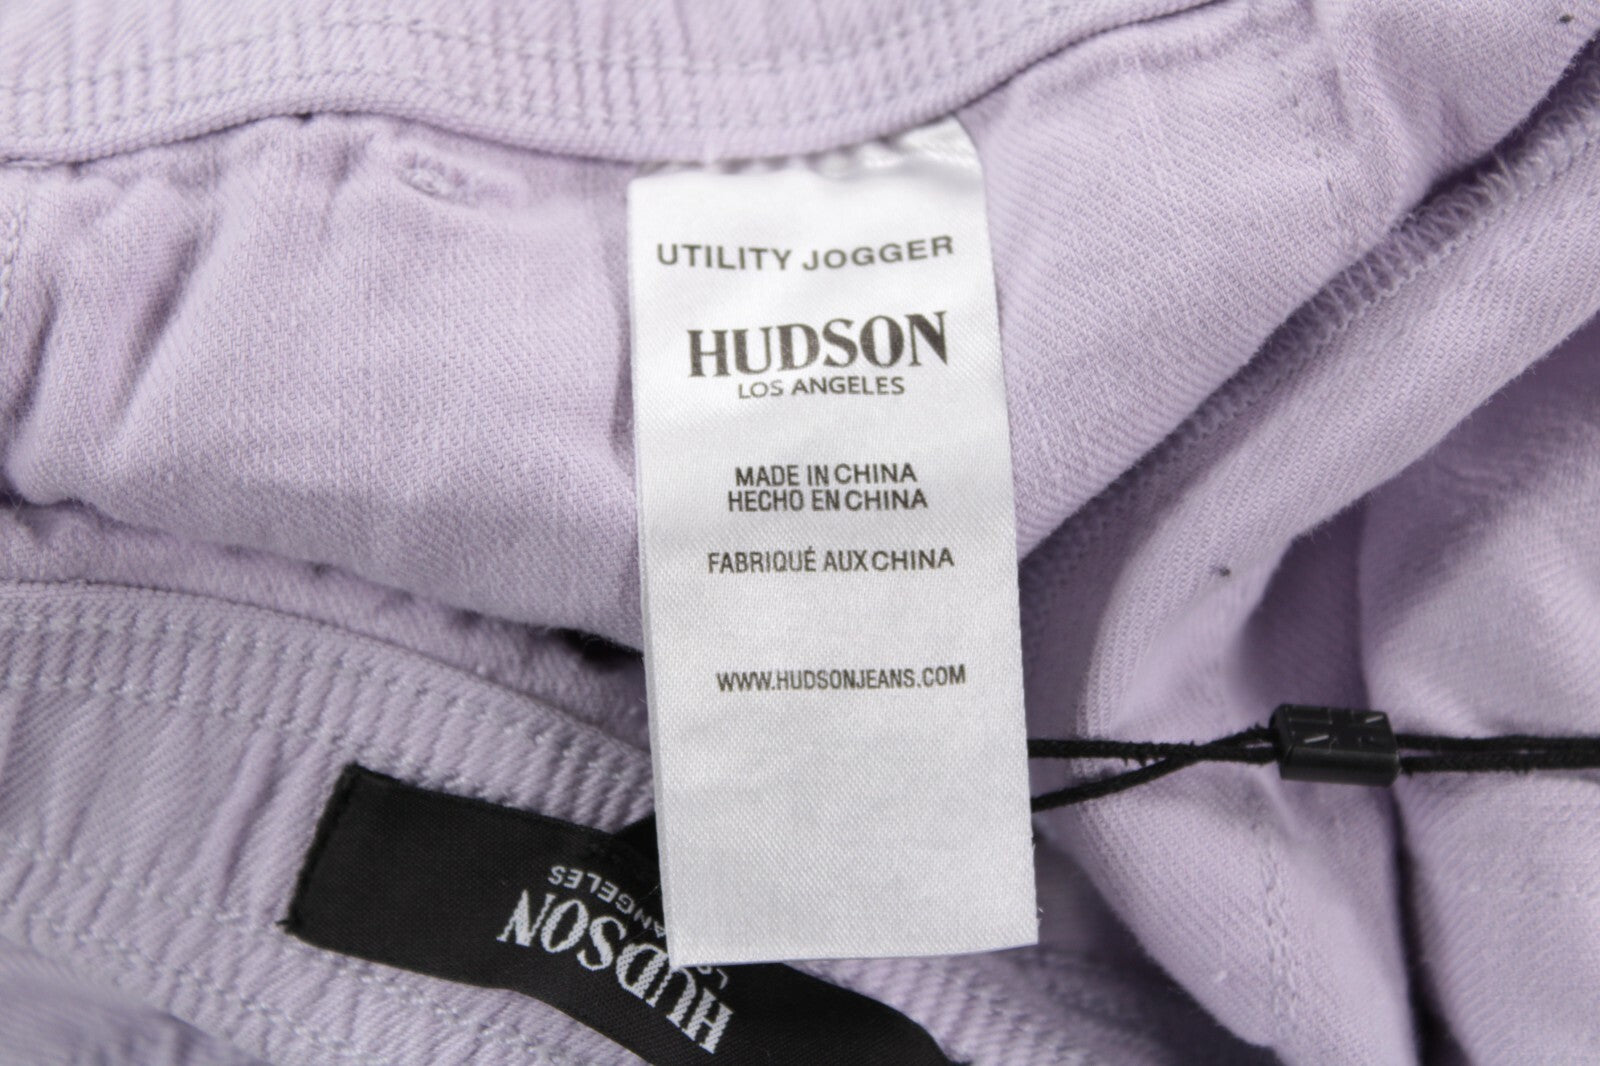 UTILITY JOGGER
HUDSON
LOS ANGELES
MADE IN CHINA
HECHO EN CHINA
FABRIQUÉ AUX CHINA
WWW.HUDSONJEANS.COM
HUDSON
LOS ANGELES